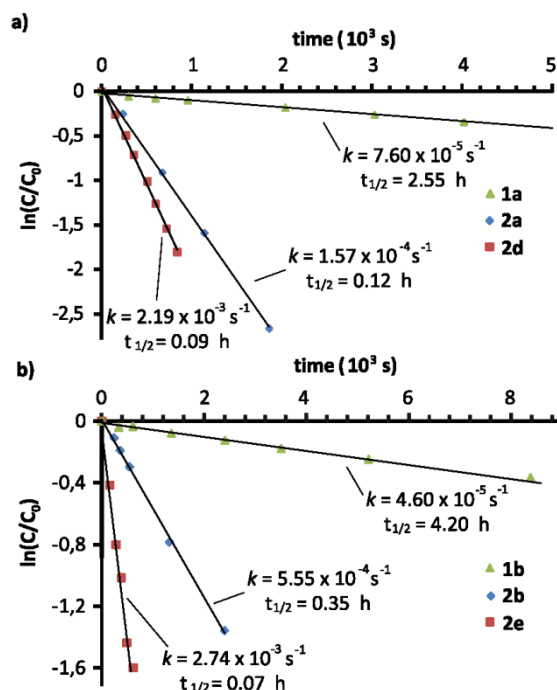 a)
time (10³ s)
0 1 2 3 4 5
0
-0,5
-1
-1,5
-2
-2,5
ln(C/C₀)
k = 7.60 x 10⁻⁵ s⁻¹
t₁/₂ = 2.55 h
1a
2a
2d
k = 1.57 x 10⁻⁴ s⁻¹
t₁/₂ = 0.12 h
k = 2.19 x 10⁻³ s⁻¹
t₁/₂ = 0.09 h
b)
time (10³ s)
0 2 4 6 8
0
-0,4
-0,8
-1,2
-1,6
ln(C/C₀)
k = 4.60 x 10⁻⁵ s⁻¹
t₁/₂ = 4.20 h
1b
2b
2e
k = 5.55 x 10⁻⁴ s⁻¹
t₁/₂ = 0.35 h
k = 2.74 x 10⁻³ s⁻¹
t₁/₂ = 0.07 h